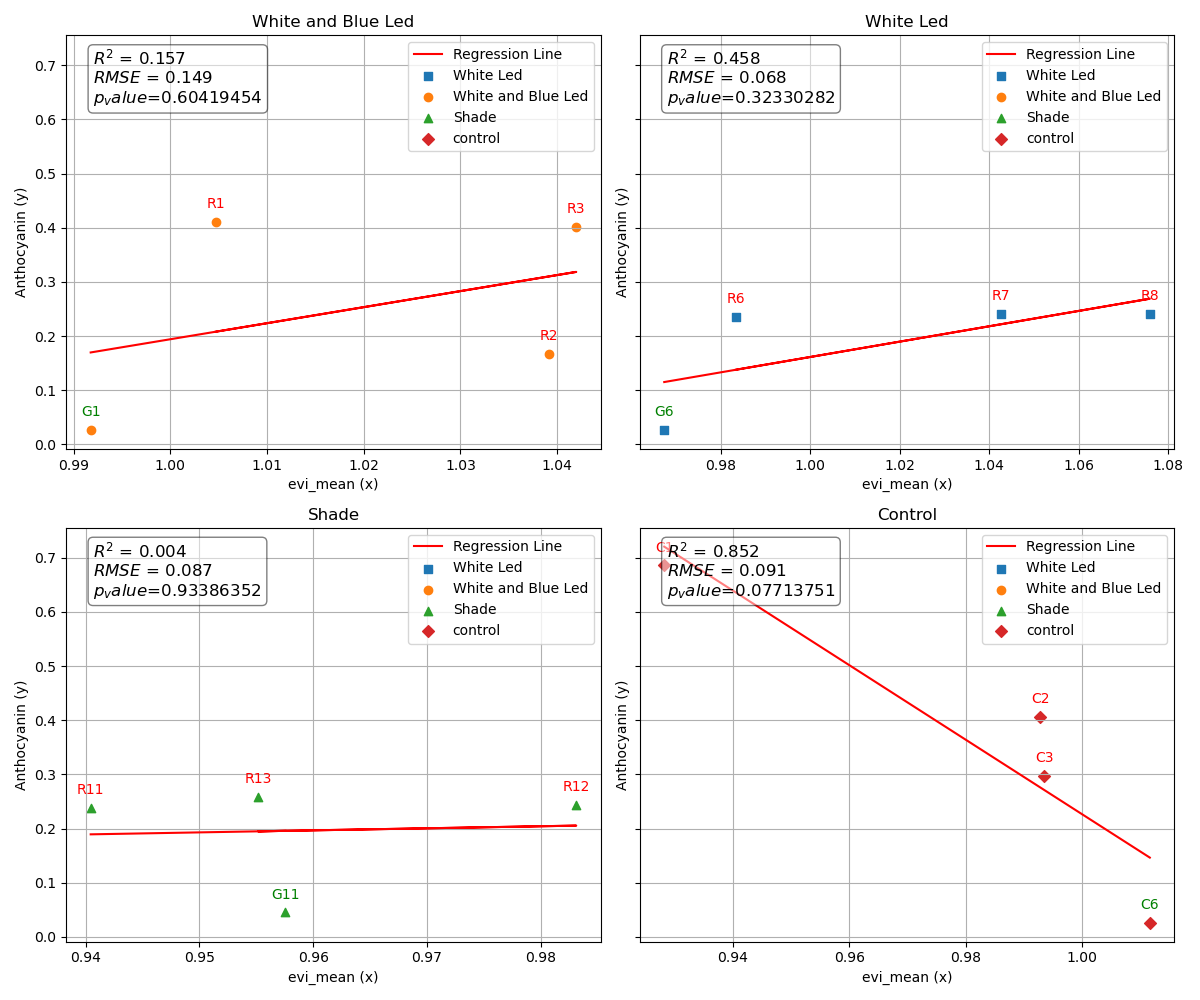 White and Blue Led
R² = 0.157
RMSE = 0.149
pᵥalue=0.60419454
Regression Line
White Led
White and Blue Led
Shade
control
0.7
0.6
0.5
0.4
0.3
0.2
0.1
0.0
Anthocyanin (y)
R1
R3
R2
G1
0.99 1.00 1.01 1.02 1.03 1.04
evi_mean (x)
White Led
R² = 0.458
RMSE = 0.068
pᵥalue=0.32330282
Regression Line
White Led
White and Blue Led
Shade
control
Anthocyanin (y)
R6
R7
R8
G6
0.98 1.00 1.02 1.04 1.06 1.08
evi_mean (x)
Shade
R² = 0.004
RMSE = 0.087
pᵥalue=0.93386352
Regression Line
White Led
White and Blue Led
Shade
control
0.7
0.6
0.5
0.4
0.3
0.2
0.1
0.0
Anthocyanin (y)
R11
R13
R12
G11
0.94 0.95 0.96 0.97 0.98
evi_mean (x)
Control
C1
R² = 0.852
RMSE = 0.091
pᵥalue=0.07713751
Regression Line
White Led
White and Blue Led
Shade
control
Anthocyanin (y)
C2
C3
C6
0.94 0.96 0.98 1.00
evi_mean (x)